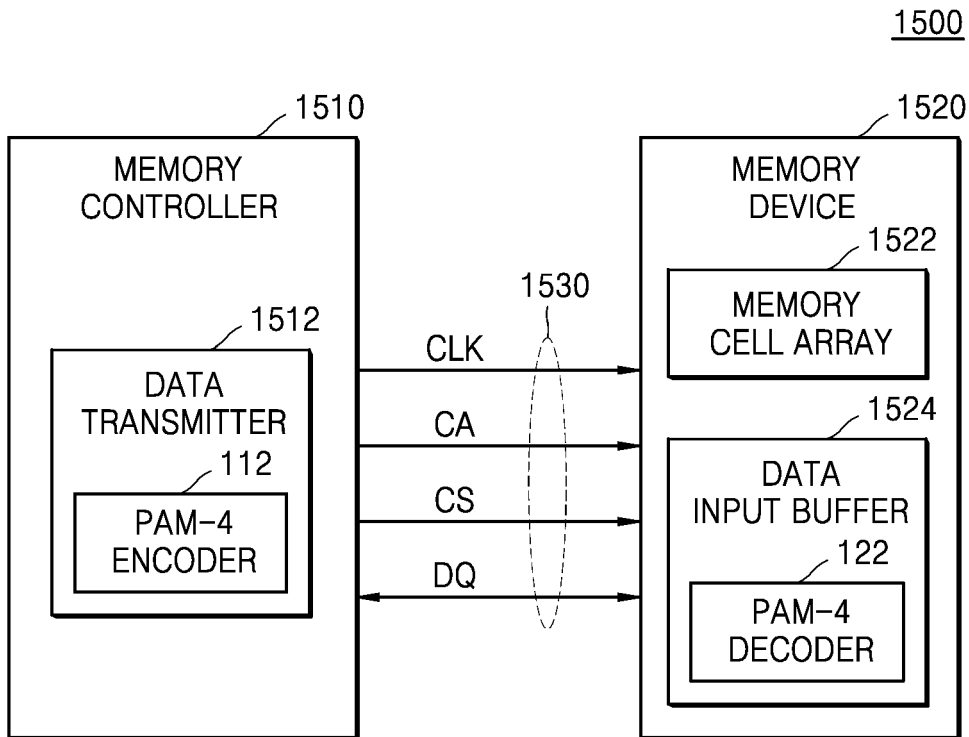 1500
1510
MEMORY
CONTROLLER
1512
DATA
TRANSMITTER
112
PAM-4
ENCODER
1530
CLK
CA
CS
DQ
1520
MEMORY
DEVICE
1522
MEMORY
CELL ARRAY
1524
DATA
INPUT BUFFER
122
PAM-4
DECODER